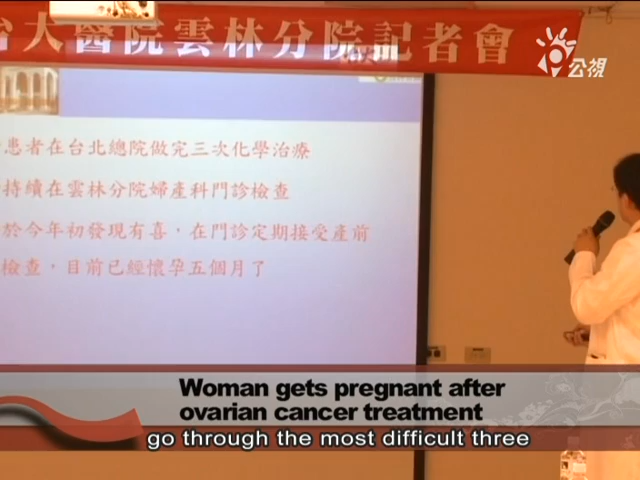 台大醫院雲林分院記者會
公視
患者在台北總院做完三次化學治療
持續在雲林分院婦產科門診檢查
於今年初發現有喜，在門診定期接受產前
檢查，目前已經懷孕五個月了
Woman gets pregnant after
ovarian cancer treatment
go through the most difficult three